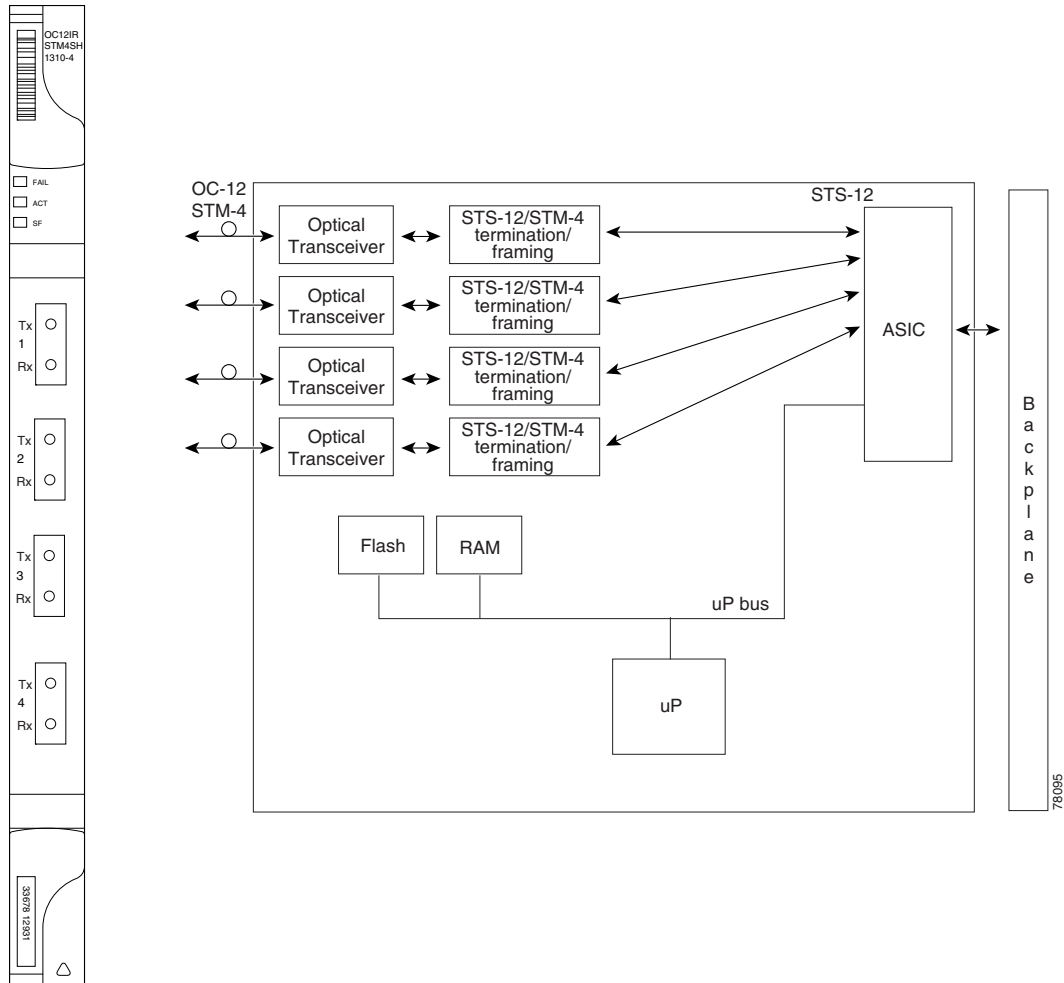 OC12IR
STM4SH
1310-4
FAIL
ACT
SF
Tx
1
Rx
Tx
2
Rx
Tx
3
Rx
Tx
4
Rx
33678 12931
OC-12
STM-4
STS-12
Optical
Transceiver
STS-12/STM-4
termination/
framing
Optical
Transceiver
STS-12/STM-4
termination/
framing
Optical
Transceiver
STS-12/STM-4
termination/
framing
Optical
Transceiver
STS-12/STM-4
termination/
framing
ASIC
Flash
RAM
uP bus
uP
Backplane
78095